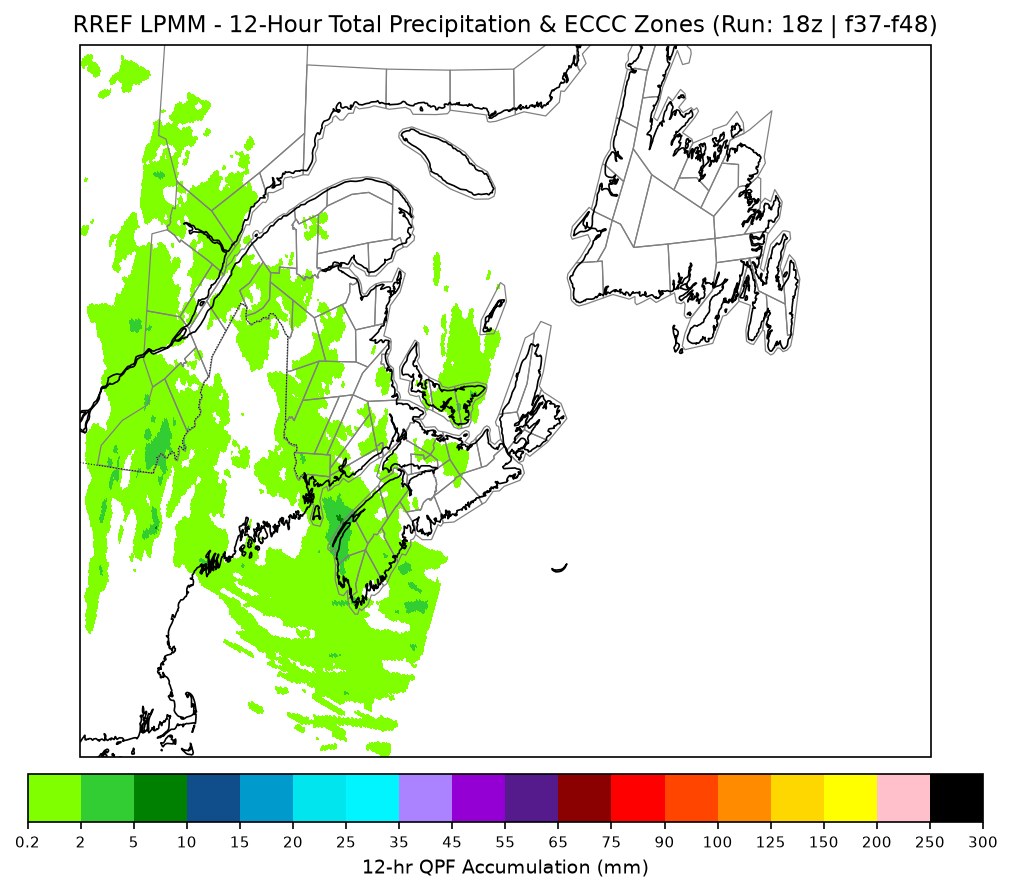 RREF LPMM - 12-Hour Total Precipitation & ECCC Zones (Run: 18z | f37-f48)
0.2 2 5 10 15 20 25 35 45 55 65 75 90 100 125 150 200 250 300
12-hr QPF Accumulation (mm)